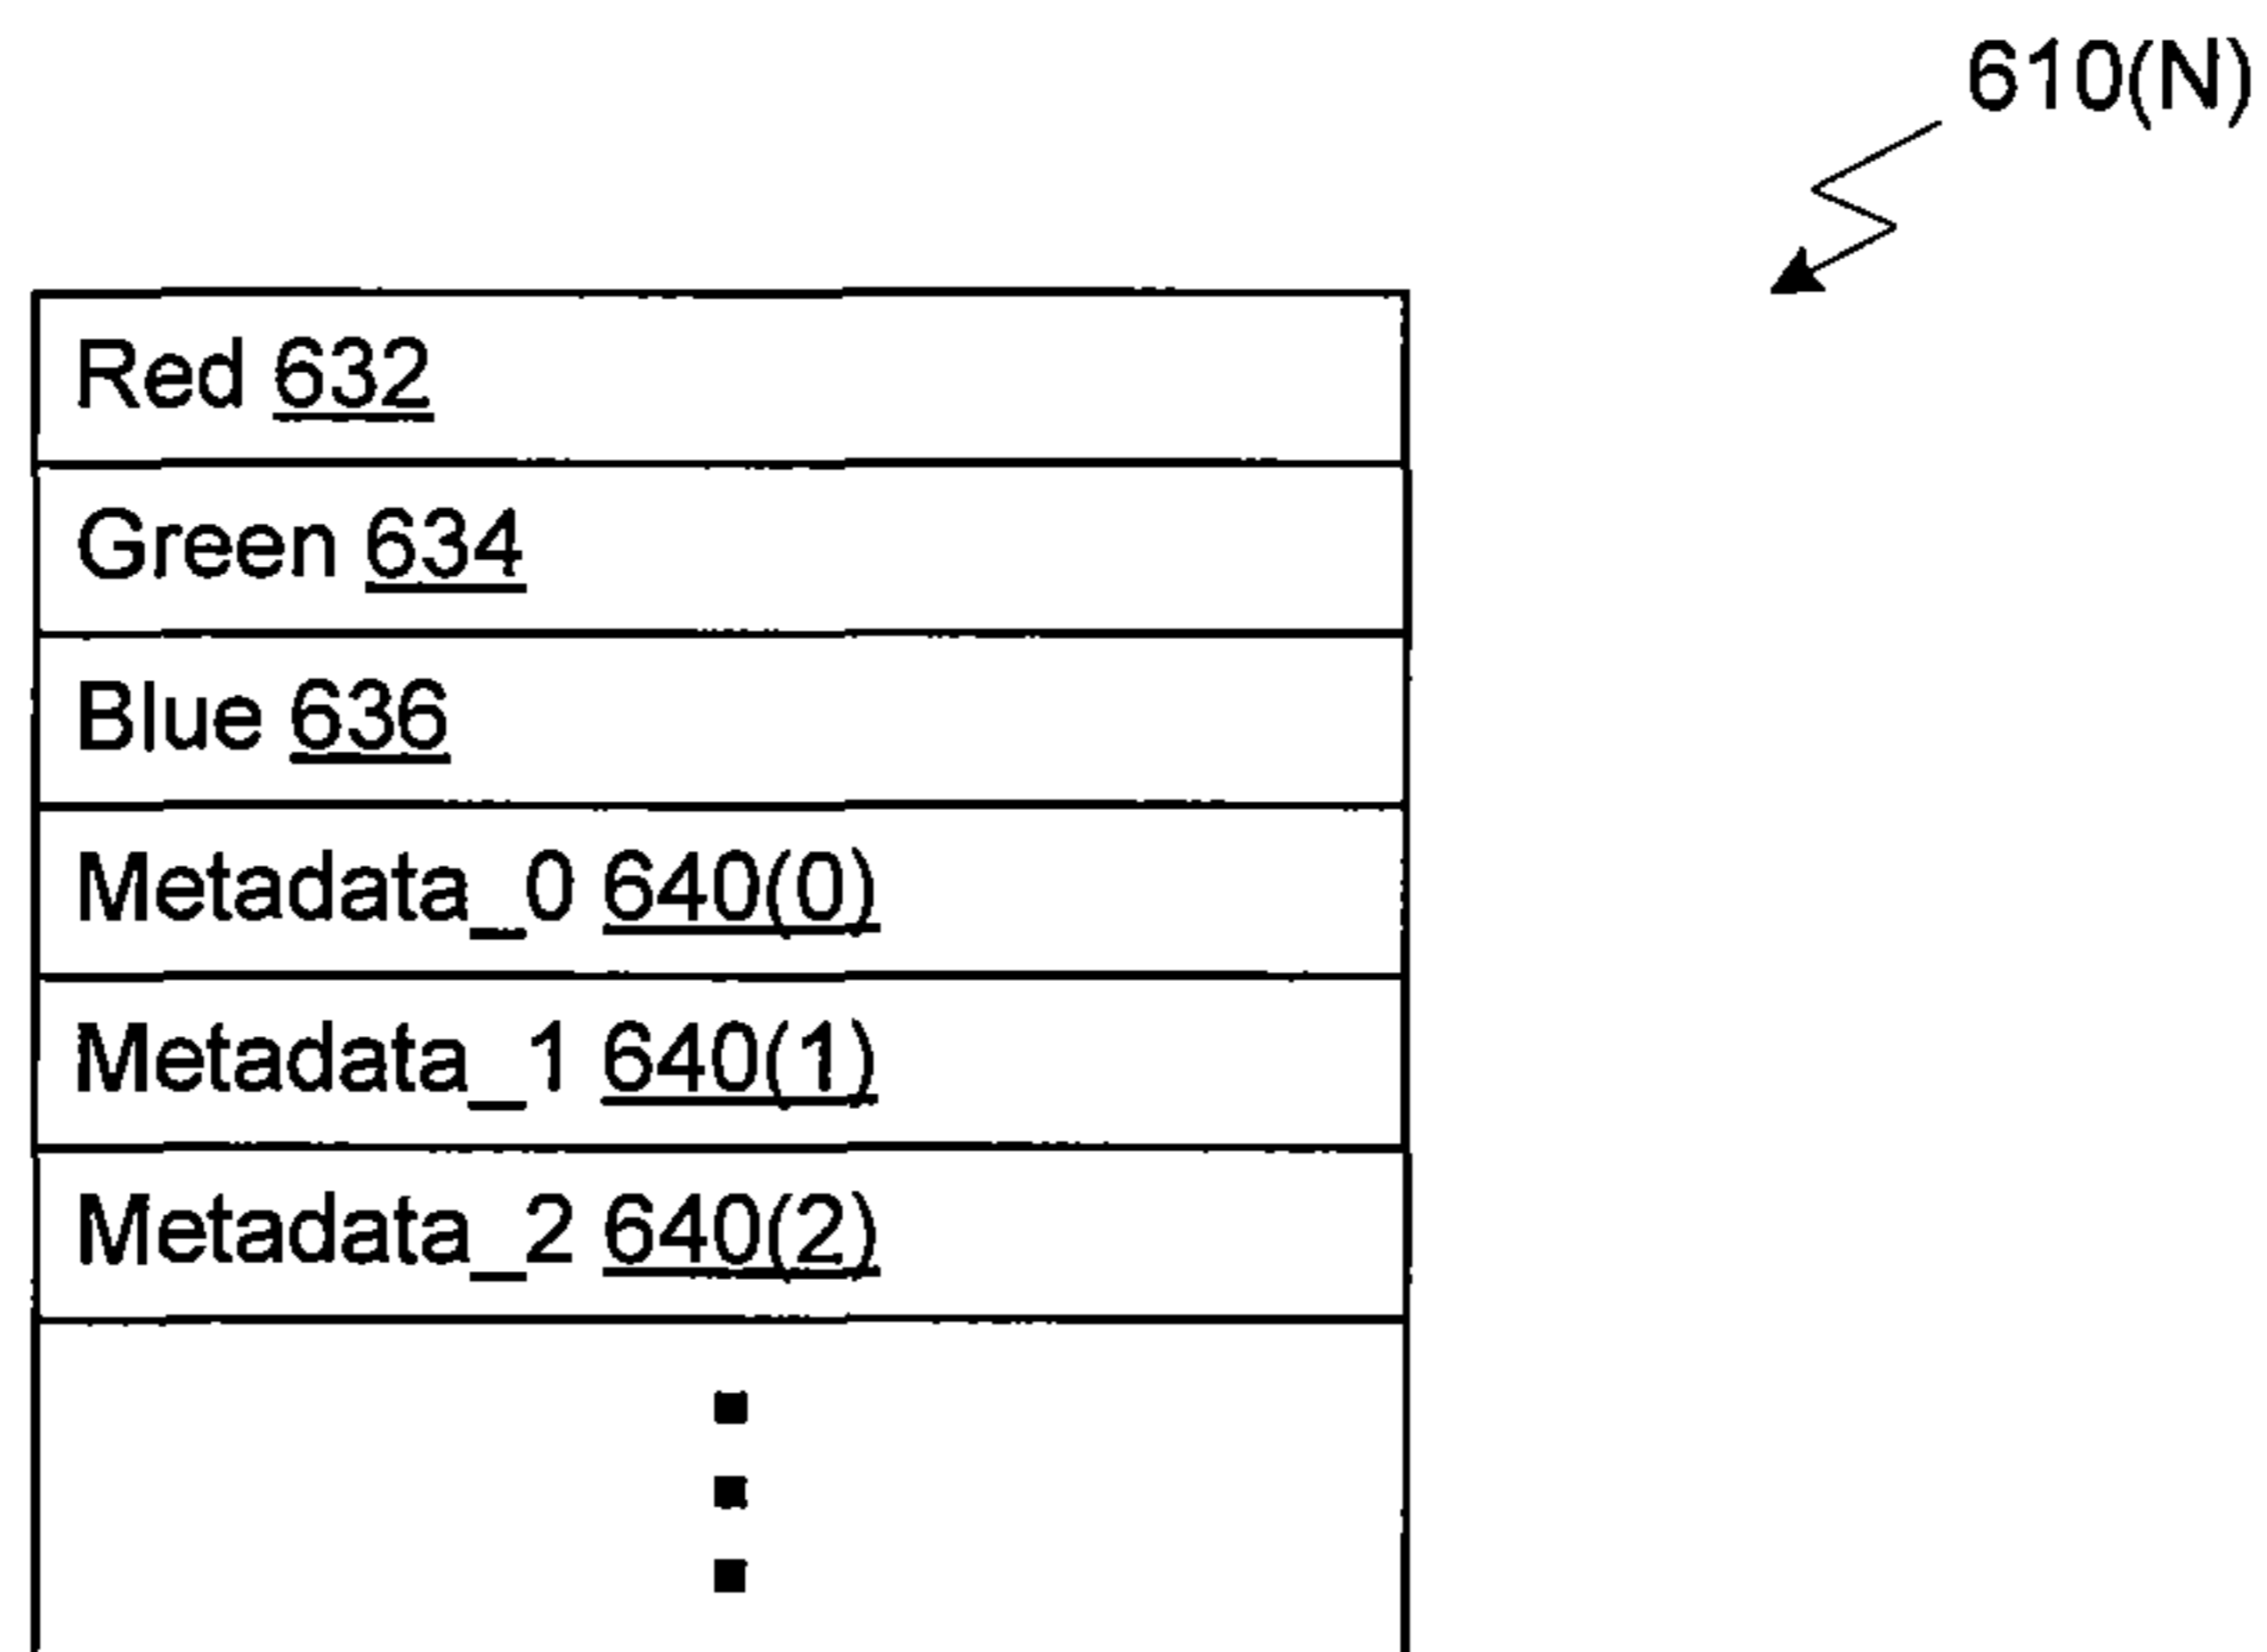 610(N)
Red 632
Green 634
Blue 636
Metadata_0 640(0)
Metadata_1 640(1)
Metadata_2 640(2)